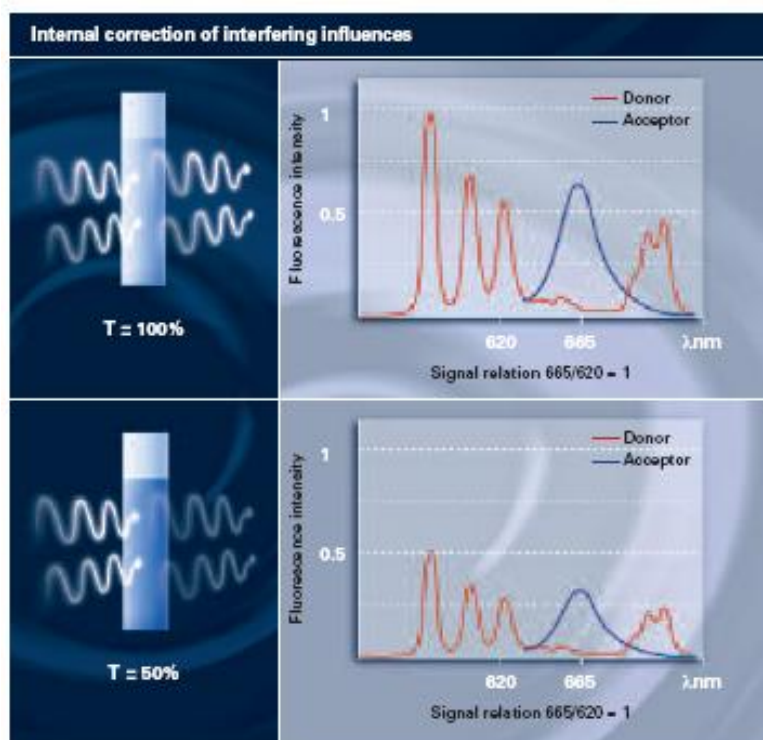 Internal correction of interfering influences
T = 100%
Fluorescence intensity
1
0.5
Donor
Acceptor
620
665
λ.nm
Signal relation 665/620 = 1
T = 50%
Fluorescence intensity
1
0.5
Donor
Acceptor
620
665
λ.nm
Signal relation 665/620 = 1